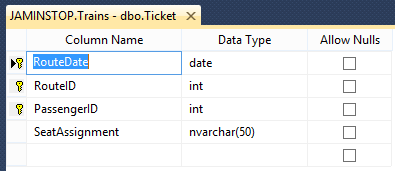 JAMINSTOP.Trains - dbo.Ticket
Column Name Data Type Allow Nulls
RouteDate date
RouteID int
PassengerID int
SeatAssignment nvarchar(50)